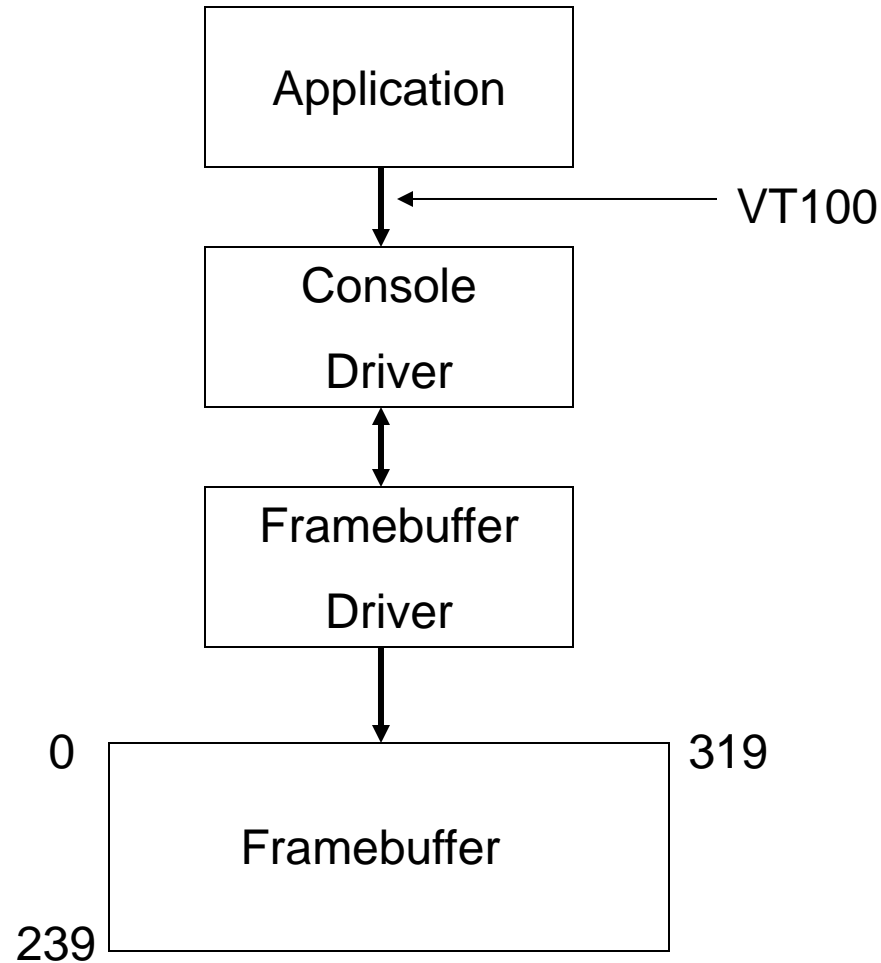 Application
VT100
Console
Driver
Framebuffer
Driver
0
319
Framebuffer
239